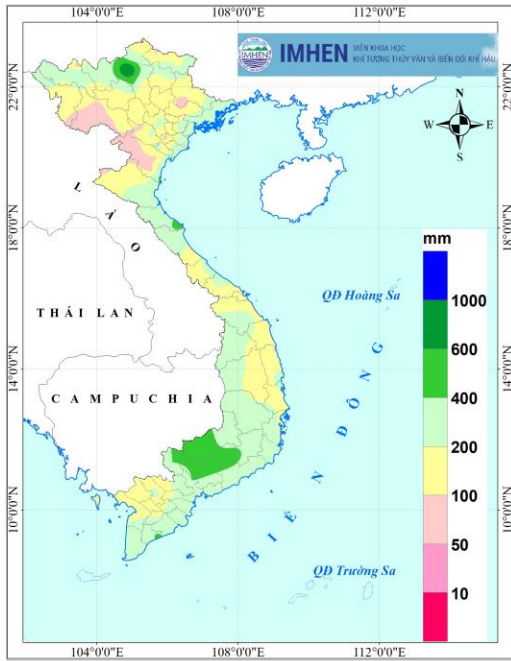 104°0'0"E 108°0'0"E 112°0'0"E
IMHEN
VIỆN KHOA HỌC
KHÍ TƯỢNG THỦY VĂN VÀ BIẾN ĐỔI KHÍ HẬU
22°0'0"N
22°0'0"N
N
W E
S
LÀO
18°0'0"N
18°0'0"N
mm
QĐ Hoàng Sa
1000
THÁI LAN
600
14°0'0"N
14°0'0"N
400
CAMPUCHIA
200
BIỂN ĐÔNG
100
10°0'0"N
10°0'0"N
50
QĐ Trường Sa
10
104°0'0"E 108°0'0"E 112°0'0"E